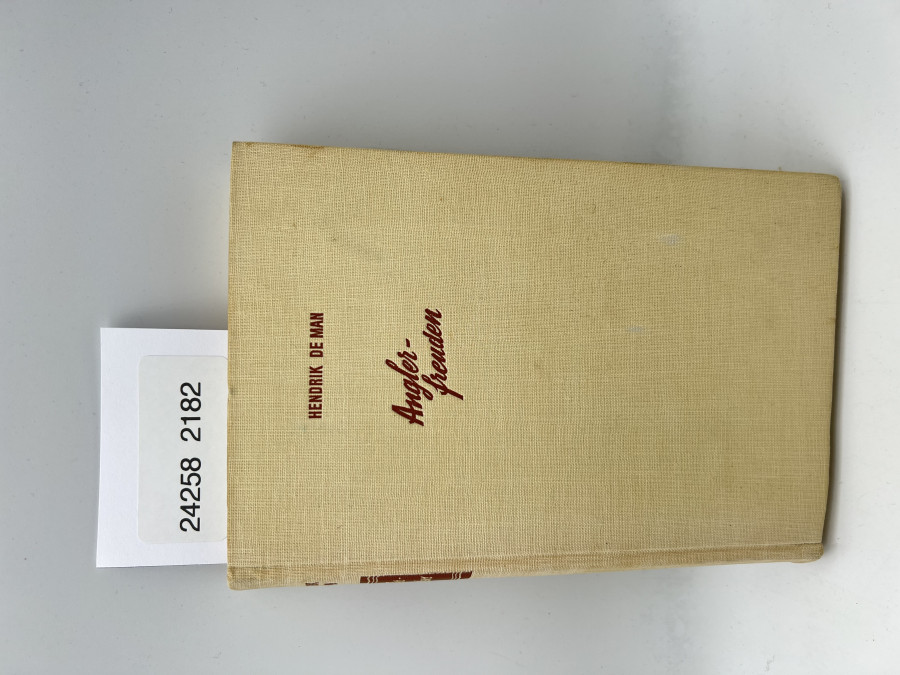 24258 2182
HENDRIK DE MAN
Angler-
freuden